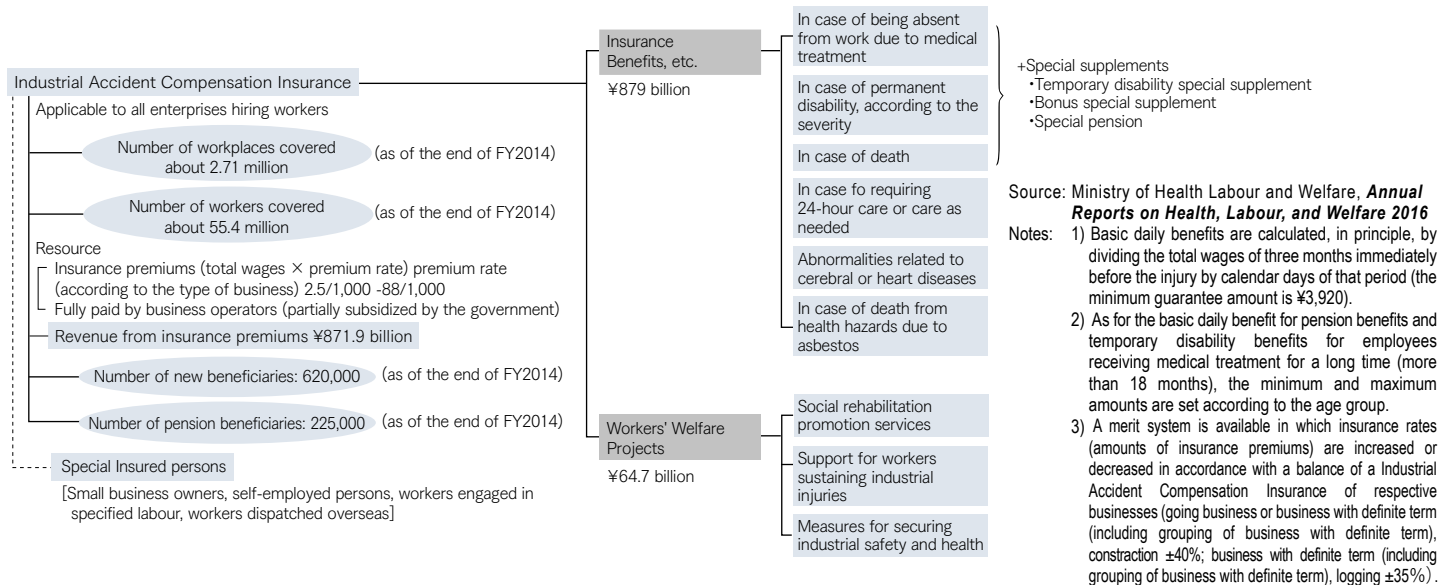 Industrial Accident Compensation Insurance
Applicable to all enterprises hiring workers
Number of workplaces covered
about 2.71 million
(as of the end of FY2014)
Number of workers covered
about 55.4 million
(as of the end of FY2014)
Resource
Insurance premiums (total wages × premium rate) premium rate
(according to the type of business) 2.5/1,000 -88/1,000
Fully paid by business operators (partially subsidized by the government)
Revenue from insurance premiums ¥871.9 billion
Number of new beneficiaries: 620,000
(as of the end of FY2014)
Number of pension beneficiaries: 225,000
(as of the end of FY2014)
Special Insured persons
[Small business owners, self-employed persons, workers engaged in
specified labour, workers dispatched overseas]
Insurance
Benefits, etc.
¥879 billion
In case of being absent
from work due to medical
treatment
In case of permanent
disability, according to the
severity
In case of death
In case fo requiring
24-hour care or care as
needed
Abnormalities related to
cerebral or heart diseases
In case of death from
health hazards due to
asbestos
+Special supplements
•Temporary disability special supplement
•Bonus special supplement
•Special pension
Workers' Welfare
Projects
¥64.7 billion
Social rehabilitation
promotion services
Support for workers
sustaining industrial
injuries
Measures for securing
industrial safety and health
Source: Ministry of Health Labour and Welfare, Annual
Reports on Health, Labour, and Welfare 2016
Notes: 1) Basic daily benefits are calculated, in principle, by
dividing the total wages of three months immediately
before the injury by calendar days of that period (the
minimum guarantee amount is ¥3,920).
2) As for the basic daily benefit for pension benefits and
temporary disability benefits for employees
receiving medical treatment for a long time (more
than 18 months), the minimum and maximum
amounts are set according to the age group.
3) A merit system is available in which insurance rates
(amounts of insurance premiums) are increased or
decreased in accordance with a balance of a Industrial
Accident Compensation Insurance of respective
businesses (going business or business with definite term
(including grouping of business with definite term),
constraction ±40%; business with definite term (including
grouping of business with definite term), logging ±35%).